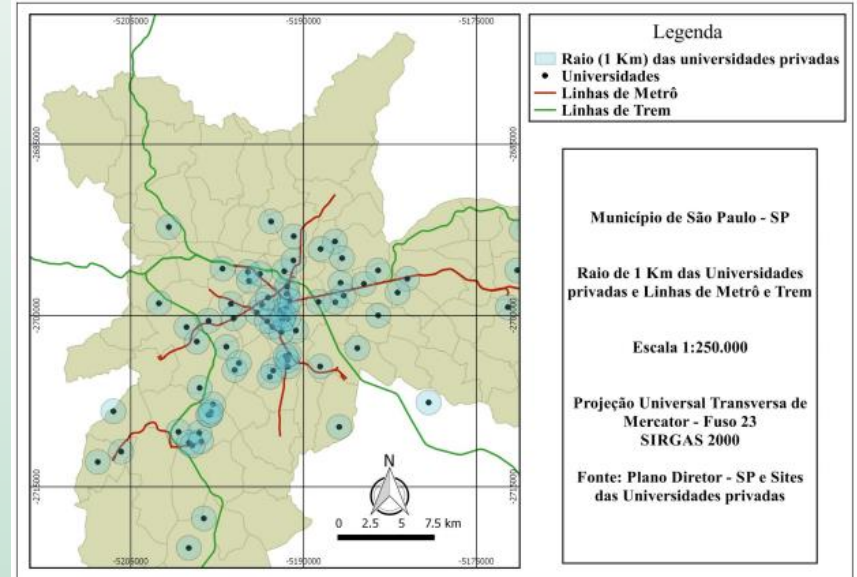 -5205000
-5190000
-5175000
-2685000
-2685000
-2700000
-2700000
-2715000
-2715000
N
0 2.5 5 7.5 km
-5205000
-5190000
-5175000
Legenda
Raio (1 Km) das universidades privadas
Universidades
Linhas de Metrô
Linhas de Trem
Município de São Paulo - SP
Raio de 1 Km das Universidades
privadas e Linhas de Metrô e Trem
Escala 1:250.000
Projeção Universal Transversa de
Mercator - Fuso 23
SIRGAS 2000
Fonte: Plano Diretor - SP e Sites
das Universidades privadas